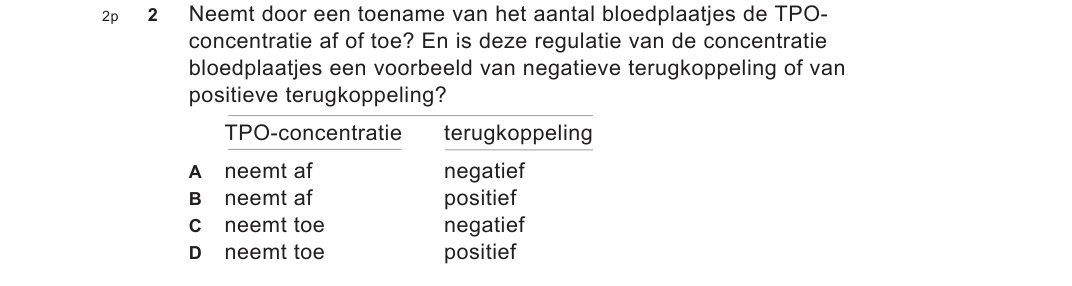 2p 2 Neemt door een toename van het aantal bloedplaatjes de TPO-
concentratie af of toe? En is deze regulatie van de concentratie
bloedplaatjes een voorbeeld van negatieve terugkoppeling of van
positieve terugkoppeling?
TPO-concentratie terugkoppeling
A neemt af negatief
B neemt af positief
C neemt toe negatief
D neemt toe positief